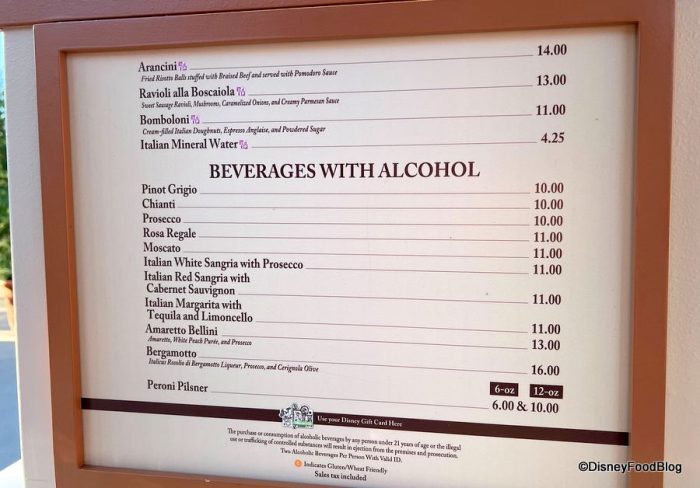 Arancini 14.00
Fried Risotto Balls stuffed with Braised Beef and served with Pomodoro Sauce
Ravioli alla Boscaiola 13.00
Sweet Sausage Ravioli, Mushrooms, Caramelized Onions, and Creamy Parmesan Sauce
Bomboloni 11.00
Cream-filled Italian Doughnuts, Espresso Anglaise, and Powdered Sugar
Italian Mineral Water 4.25
BEVERAGES WITH ALCOHOL
Pinot Grigio 10.00
Chianti 10.00
Prosecco 10.00
Rosa Regale 11.00
Moscato 11.00
Italian White Sangria with Prosecco 11.00
Italian Red Sangria with
Cabernet Sauvignon 11.00
Italian Margarita with
Tequila and Limoncello 11.00
Amaretto Bellini 13.00
Amaretto, White Peach Purée, and Prosecco
Bergamotto 16.00
Italicus Rosolio di Bergamotto Liqueur, Prosecco, and Cerignola Olive
6-oz 12-oz
Peroni Pilsner 6.00 & 10.00
Use your Disney Gift Card Here
The purchase or consumption of alcoholic beverages by any person under 21 years of age or the illegal
use or trafficking of controlled substances will result in ejection from the premises and prosecution.
Two Alcoholic Beverages Per Person With Valid ID.
Indicates Gluten/Wheat Friendly
Sales tax included
©DisneyFoodBlog